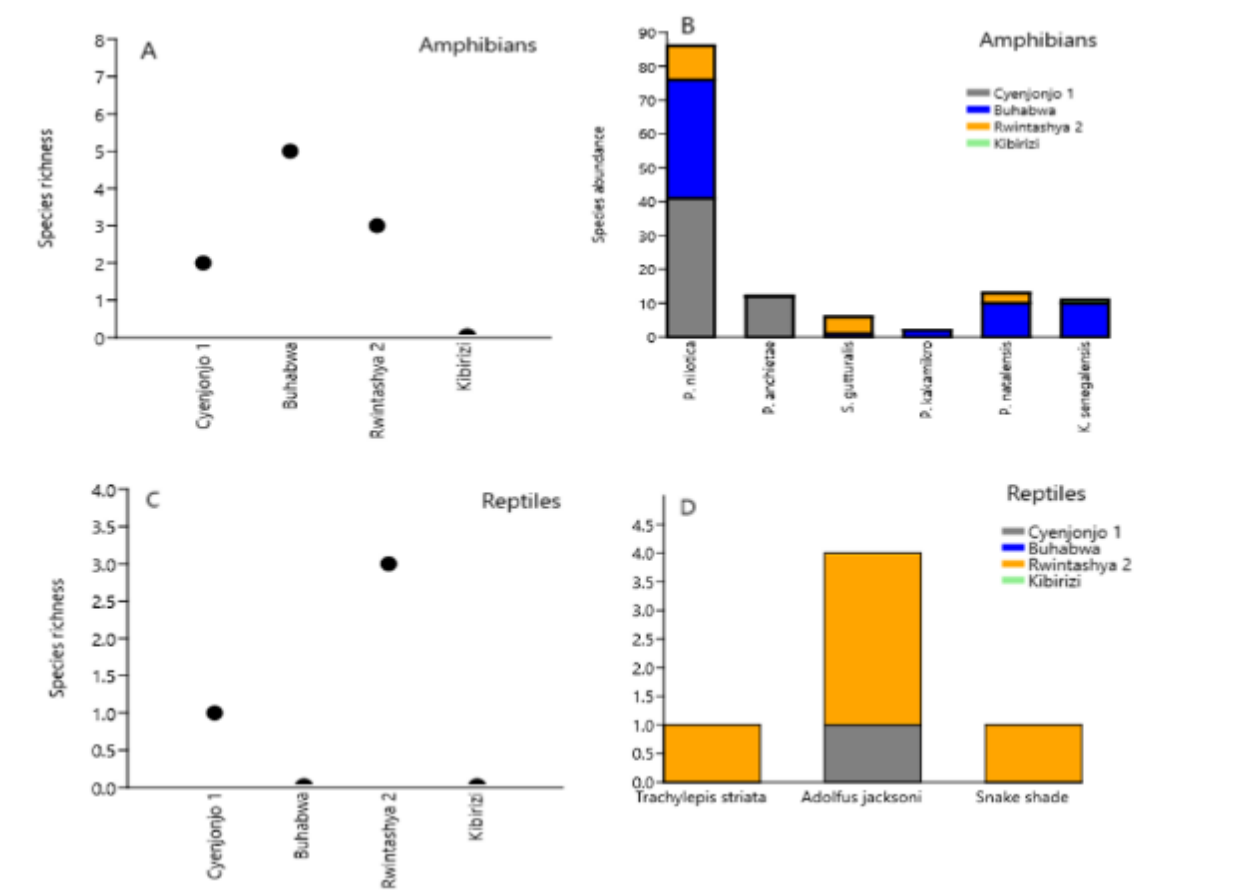 A
Amphibians
Species richness
8
7
6
5
4
3
2
1
0
Cyenjonjo 1
Buhabwa
Rwintashya 2
Kibirizi
B
Amphibians
Species abundance
90
80
70
60
50
40
30
20
10
0
Cyenjonjo 1
Buhabwa
Rwintashya 2
Kibirizi
P. nilotica
P. anchietae
S. gutturalis
P. kakamikro
P. natalensis
K. senegalensis
C
Reptiles
Species richness
4.0
3.5
3.0
2.5
2.0
1.5
1.0
0.5
0.0
Cyenjonjo 1
Buhabwa
Rwintashya 2
Kibirizi
D
Reptiles
4.5
4.0
3.5
3.0
2.5
2.0
1.5
1.0
0.5
0.0
Cyenjonjo 1
Buhabwa
Rwintashya 2
Kibirizi
Trachylepis striata
Adolfus jacksoni
Snake shade